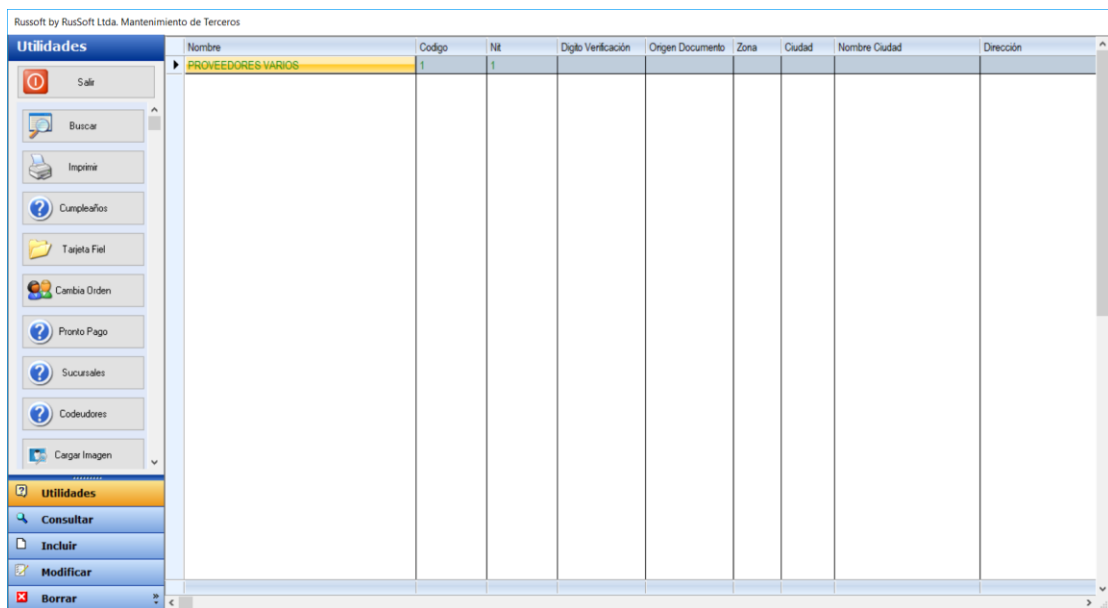 Russoft by RusSoft Ltda. Mantenimiento de Terceros
Utilidades
Nombre Codigo Nit Digito Verificación Origen Documento Zona Ciudad Nombre Ciudad Dirección
PROVEEDORES VARIOS 1 1
Salir
Buscar
Imprimir
Cumpleaños
Tarjeta Fiel
Cambia Orden
Pronto Pago
Sucursales
Codeudores
Cargar Imagen
Utilidades
Consultar
Incluir
Modificar
Borrar